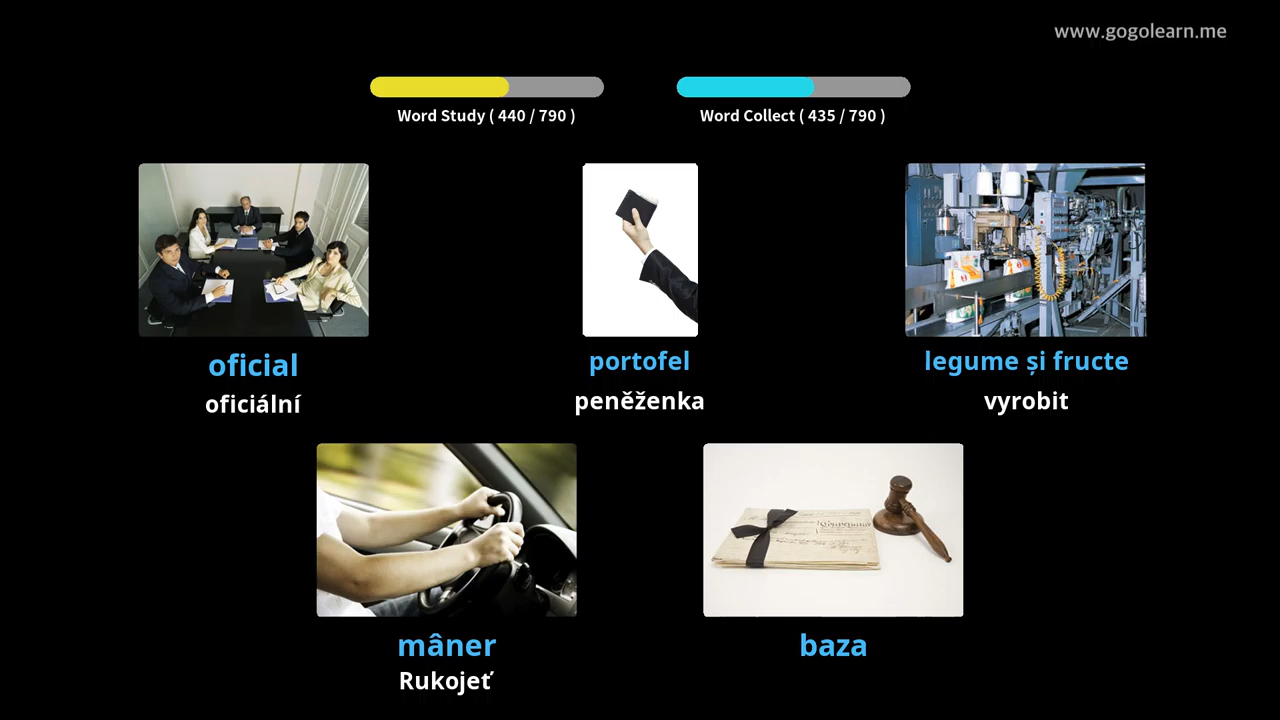 www.gogolearn.me
Word Study ( 440 / 790 )
Word Collect ( 435 / 790 )
oficial
portofel
legume și fructe
oficiální
peněženka
vyrobit
mâner
baza
Rukojeť